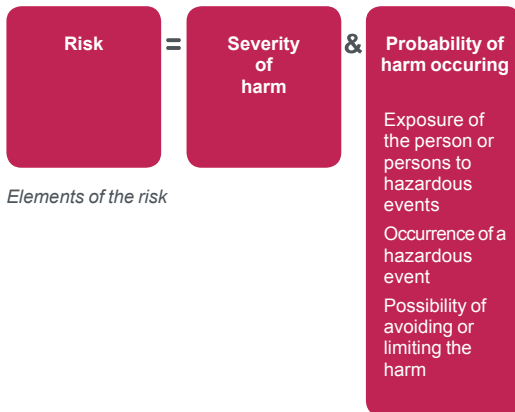 Risk
=
Severity
of
harm
&
Probability of
harm occuring
Exposure of
the person or
persons to
hazardous
events
Occurrence of a
hazardous
event
Possibility of
avoiding or
limiting the
harm
Elements of the risk